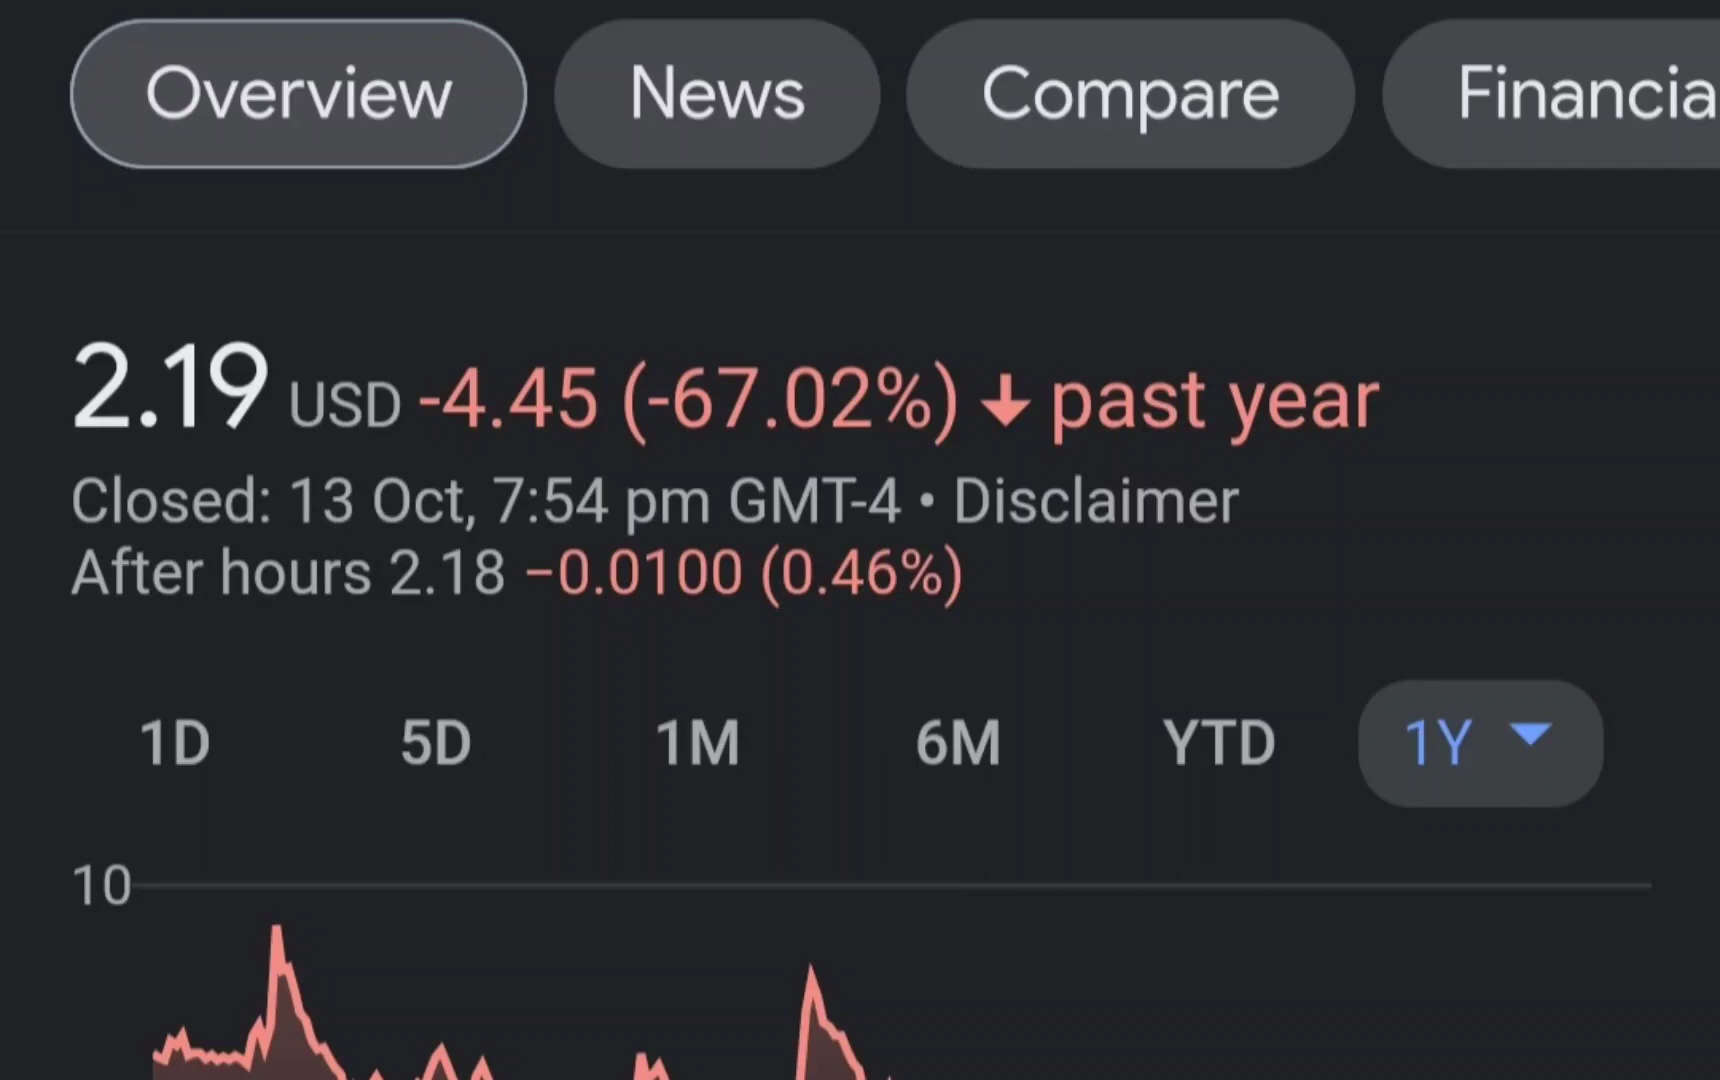 Overview News Compare Financia
2.19 USD -4.45 (-67.02%) ↓ past year
Closed: 13 Oct, 7:54 pm GMT-4 • Disclaimer
After hours 2.18 −0.0100 (0.46%)
1D 5D 1M 6M YTD 1Y
10